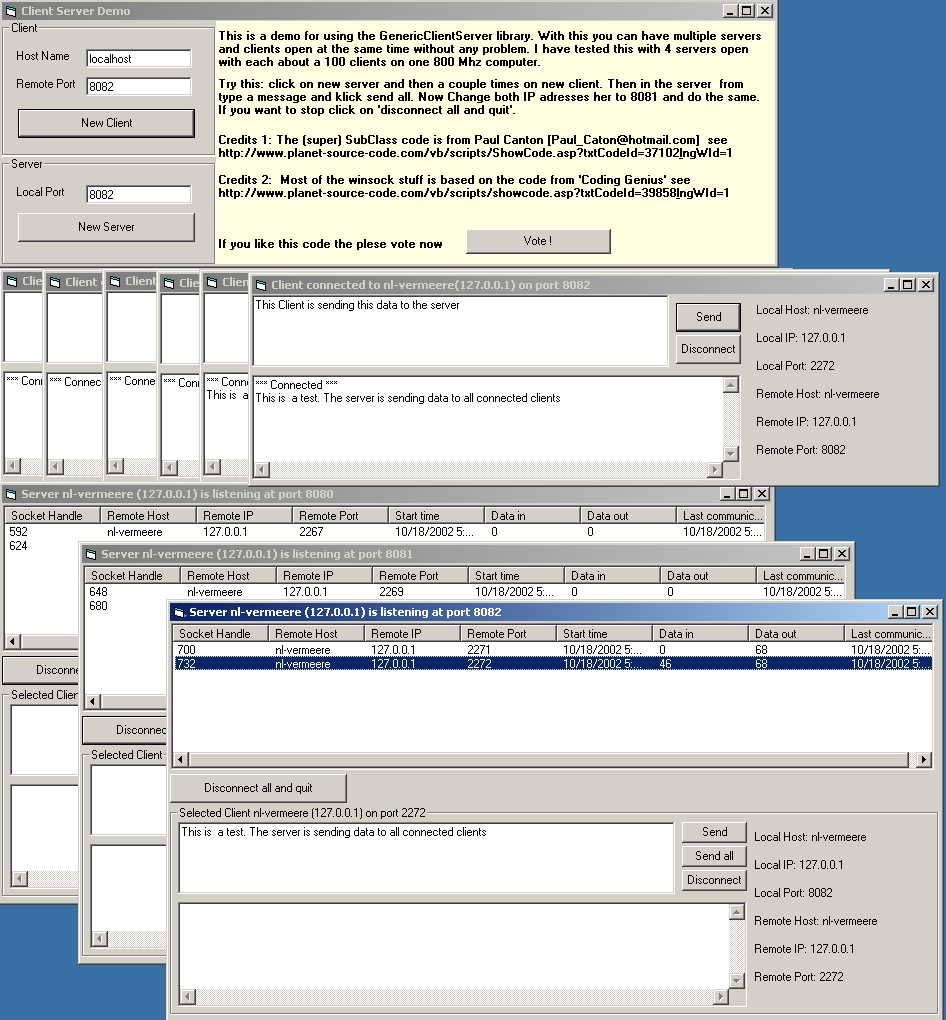 Client Server Demo
Client
Host Name
localhost
Remote Port
8082
New Client
Server
Local Port
8082
New Server
This is a demo for using the GenericClientServer library. With this you can have multiple servers
and clients open at the same time without any problem. I have tested this with 4 servers open
with each about a 100 clients on one 800 Mhz computer.
Try this: click on new server and then a couple times on new client. Then in the server from
type a message and klick send all. Now Change both IP adresses her to 8081 and do the same.
If you want to stop click on 'disconnect all and quit'.
Credits 1: The (super) SubClass code is from Paul Canton [Paul_Caton@hotmail.com] see
http://www.planet-source-code.com/vb/scripts/ShowCode.asp?txtCodeId=37102lngWId=1
Credits 2: Most of the winsock stuff is based on the code from 'Coding Genius' see
http://www.planet-source-code.com/vb/scripts/showcode.asp?txtCodeId=39858lngWId=1
If you like this code the plese vote now
Vote !
Clie
Client
Client
Clien
Client
Client connected to nl-vermeere(127.0.0.1) on port 8082
This Client is sending this data to the server
Send
Disconnect
Local Host: nl-vermeere
Local IP: 127.0.0.1
Local Port: 2272
Remote Host: nl-vermeere
Remote IP: 127.0.0.1
Remote Port: 8082
*** Conn
*** Connec
*** Conne
*** Conn
*** Conn
This is a
*** Connected ***
This is a test. The server is sending data to all connected clients
Server nl-vermeere (127.0.0.1) is listening at port 8080
Socket Handle Remote Host Remote IP Remote Port Start time Data in Data out Last communic...
592 nl-vermeere 127.0.0.1 2267 10/18/2002 5:... 0 0 10/18/2002 5:...
624
Disconn
Selected Clien
Server nl-vermeere (127.0.0.1) is listening at port 8081
Socket Handle Remote Host Remote IP Remote Port Start time Data in Data out Last communic...
648 nl-vermeere 127.0.0.1 2269 10/18/2002 5:... 0 0 10/18/2002 5:...
680
Disconnec
Selected Client
Server nl-vermeere (127.0.0.1) is listening at port 8082
Socket Handle Remote Host Remote IP Remote Port Start time Data in Data out Last communic...
700 nl-vermeere 127.0.0.1 2271 10/18/2002 5:... 0 68 10/18/2002 5:...
732 nl-vermeere 127.0.0.1 2272 10/18/2002 5:... 46 68 10/18/2002 5:...
Disconnect all and quit
Selected Client nl-vermeere (127.0.0.1) on port 2272
This is a test. The server is sending data to all connected clients
Send
Send all
Disconnect
Local Host: nl-vermeere
Local IP: 127.0.0.1
Local Port: 8082
Remote Host: nl-vermeere
Remote IP: 127.0.0.1
Remote Port: 2272